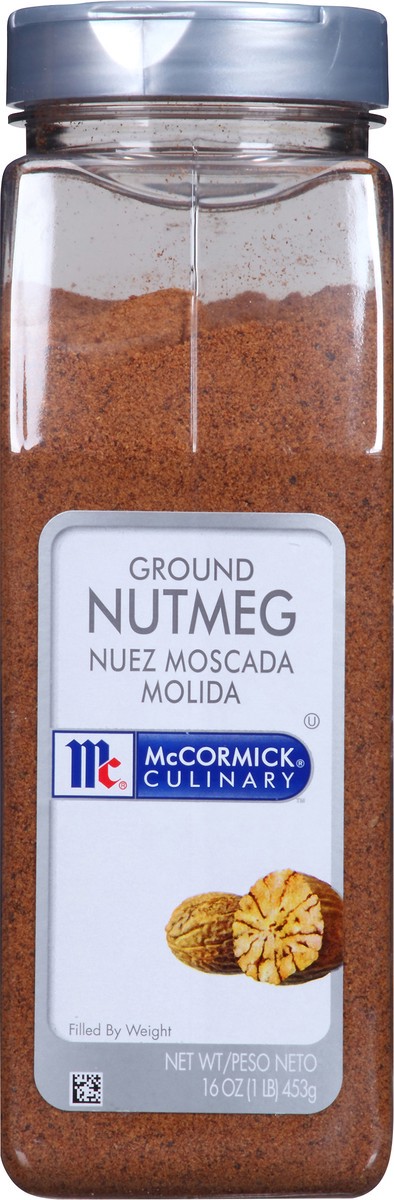 GROUND
NUTMEG
NUEZ MOSCADA
MOLIDA
Ⓤ
Mc® McCORMICK®
CULINARY™
Filled By Weight
NET WT/PESO NETO
16 OZ (1 LB) 453g